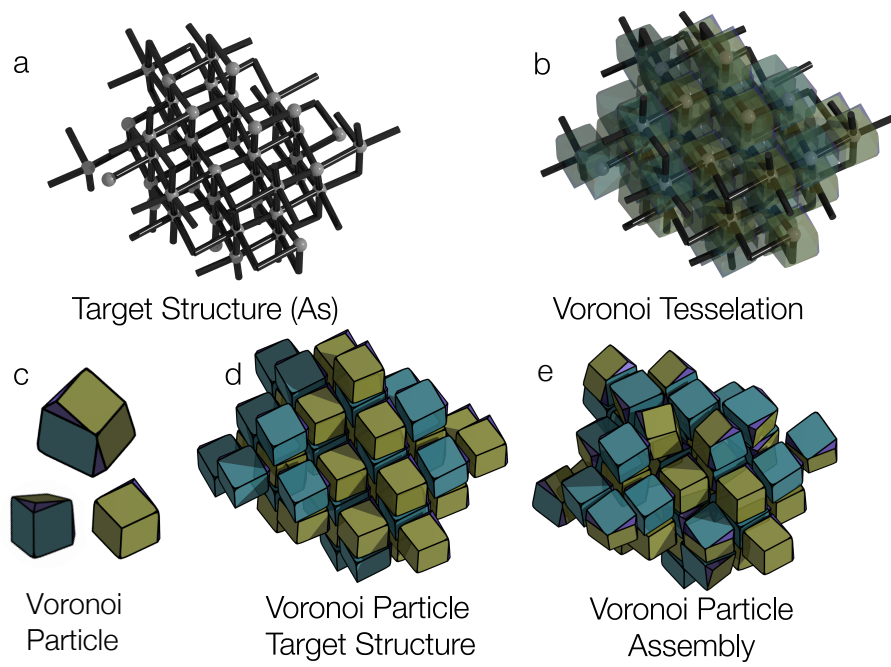 a
b
Target Structure (As)
Voronoi Tesselation
c
d
e
Voronoi
Particle
Voronoi Particle
Target Structure
Voronoi Particle
Assembly